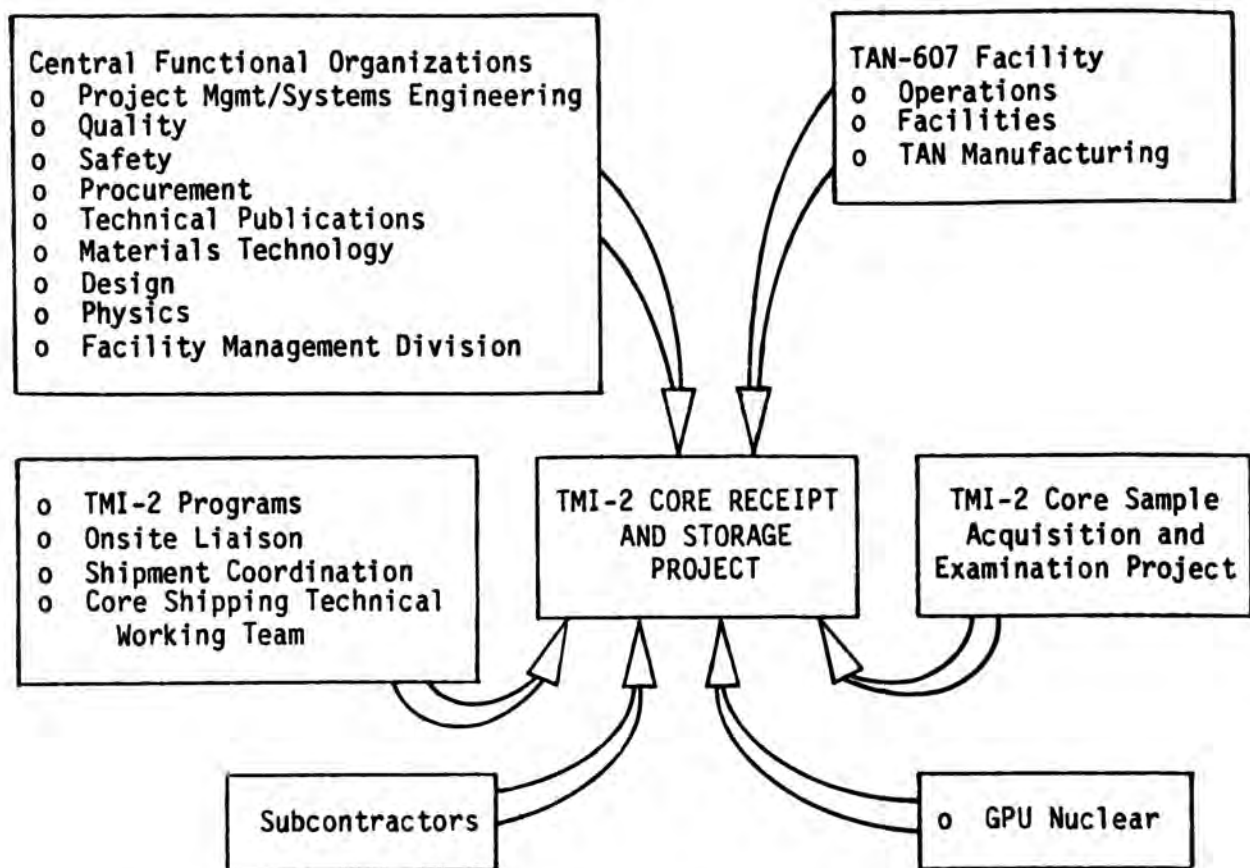 Central Functional Organizations
o Project Mgmt/Systems Engineering
o Quality
o Safety
o Procurement
o Technical Publications
o Materials Technology
o Design
o Physics
o Facility Management Division
TAN-607 Facility
o Operations
o Facilities
o TAN Manufacturing
o TMI-2 Programs
o Onsite Liaison
o Shipment Coordination
o Core Shipping Technical
Working Team
TMI-2 CORE RECEIPT
AND STORAGE
PROJECT
TMI-2 Core Sample
Acquisition and
Examination Project
Subcontractors
o GPU Nuclear